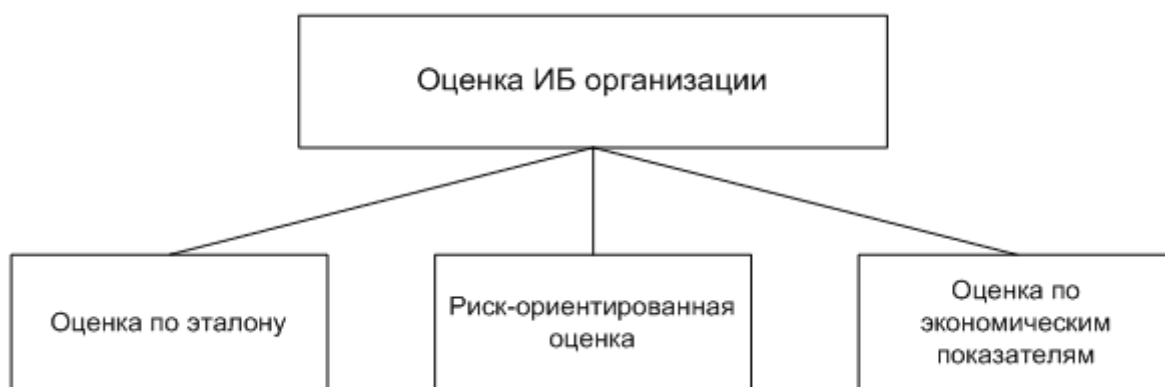 Оценка ИБ организации
Оценка по эталону
Риск-ориентированная
оценка
Оценка по
экономическим
показателям